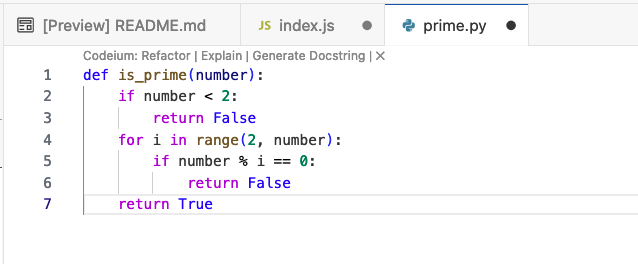 [Preview] README.md JS index.js prime.py
Codeium: Refactor | Explain | Generate Docstring | ✕
1 def is_prime(number):
2     if number < 2:
3         return False
4     for i in range(2, number):
5         if number % i == 0:
6             return False
7     return True